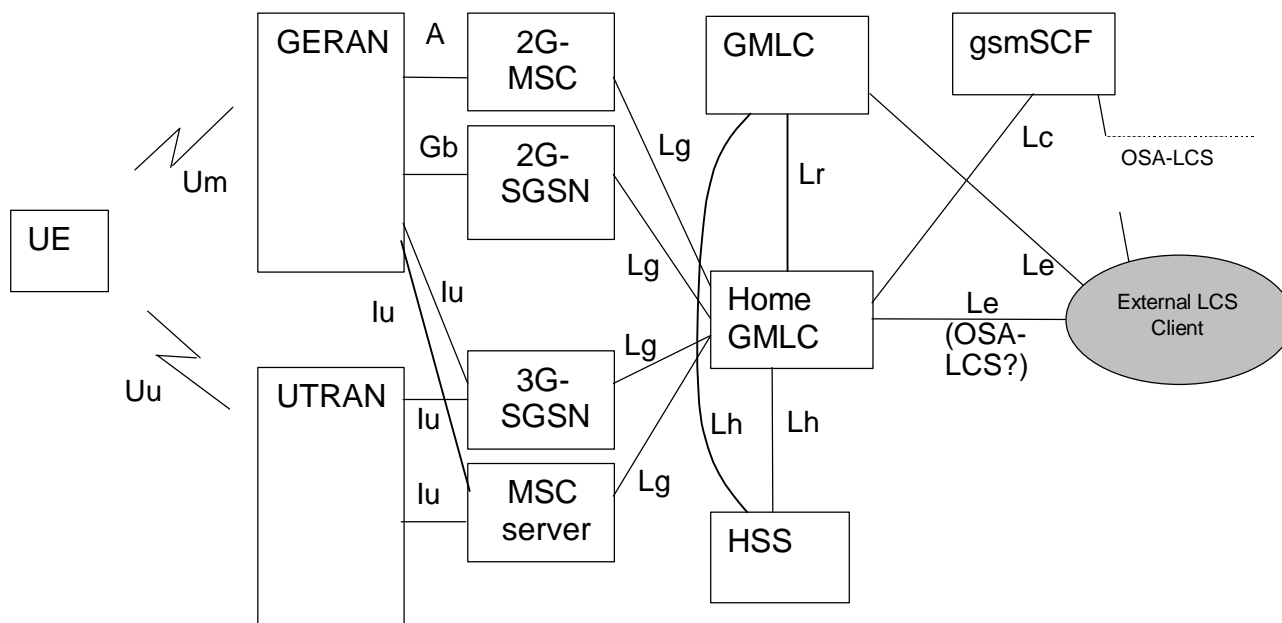 GERAN
A
2G-
MSC
GMLC
gsmSCF
Gb
2G-
SGSN
Lg
Lc
OSA-LCS
Um
Lr
UE
Lg
Le
Iu
Iu
Home
GMLC
Le
(OSA-
LCS?)
External LCS
Client
Uu
UTRAN
Iu
3G-
SGSN
Lg
Lh
Lh
Iu
MSC
server
Lg
HSS